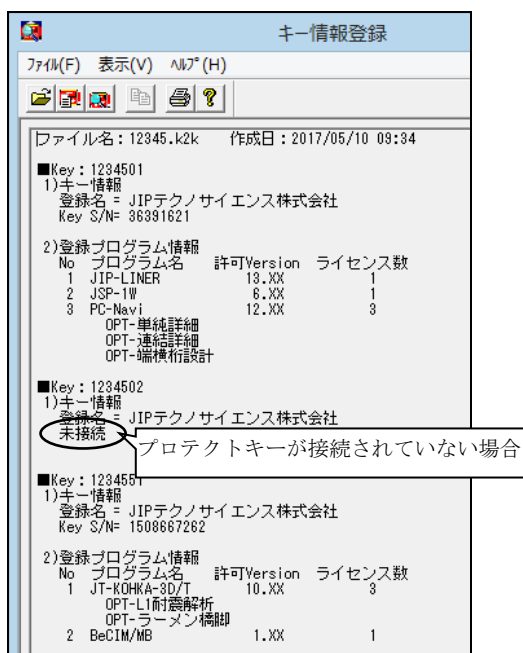 キー情報登録
ファイル(F) 表示(V) ヘルプ(H)
ファイル名：12345.k2k 作成日：2017/05/10 09:34
■Key：1234501
1)キー情報
登録名 = JIPテクノサイエンス株式会社
Key S/N= 36391621
2)登録プログラム情報
No プログラム名 許可Version ライセンス数
1 JIP-LINER 13.XX 1
2 JSP-1W 6.XX 1
3 PC-Navi 12.XX 3
OPT-単純詳細
OPT-連結詳細
OPT-端横桁設計
■Key：1234502
1)キー情報
登録名 = JIPテクノサイエンス株式会社
未接続
プロテクトキーが接続されていない場合
■Key：1234551
1)キー情報
登録名 = JIPテクノサイエンス株式会社
Key S/N= 1508667262
2)登録プログラム情報
No プログラム名 許可Version ライセンス数
1 JT-KOHKA-3D/T 10.XX 3
OPT-L1耐震解析
OPT-ラーメン橋脚
2 BeCIM/MB 1.XX 1